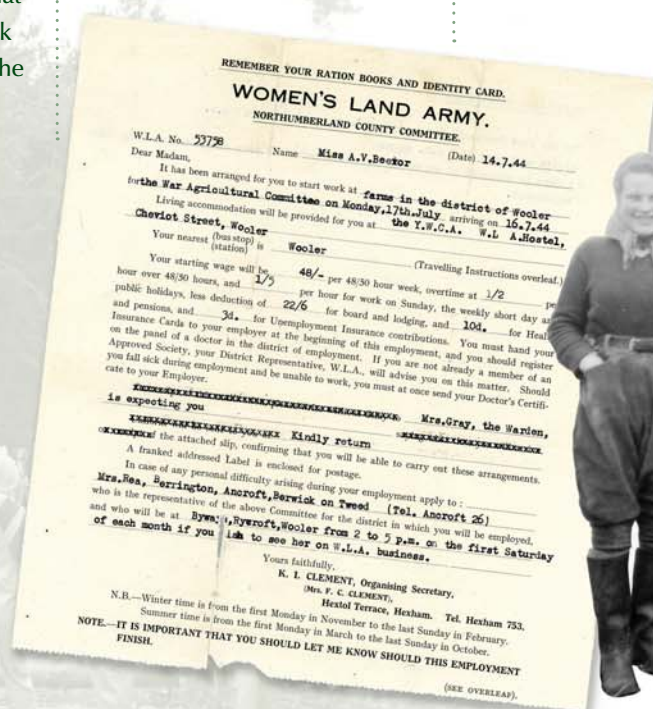 at
k
he
REMEMBER YOUR RATION BOOKS AND IDENTITY CARD.
WOMEN'S LAND ARMY.
NORTHUMBERLAND COUNTY COMMITTEE.
W.L.A. No. 53758 Name Miss A.V.Bector (Date) 14.7.44
Dear Madam,
It has been arranged for you to start work at farms in the district of Wooler
for the War Agricultural Committee on Monday,17th.July arriving on 16.7.44
Living accommodation will be provided for you at the Y.W.C.A. W.L A.Hostel,
Cheviot Street, Wooler
Your nearest (bus stop) (station) is Wooler (Travelling Instructions overleaf.)
Your starting wage will be 48/- per 48/50 hour week, overtime at 1/2 per
hour over 48/50 hours, and 1/5 per hour for work on Sunday, the weekly short day an
public holidays, less deduction of 22/6 for board and lodging, and 10d. for Heal
and pensions, and 3d. for Unemployment Insurance contributions. You must hand your
Insurance Cards to your employer at the beginning of this employment, and you should register
on the panel of a doctor in the district of employment. If you are not already a member of an
Approved Society, your District Representative, W.L.A., will advise you on this matter. Should
you fall sick during employment and be unable to work, you must at once send your Doctor's Certifi-
cate to your Employer.
Mrs.Gray, the Warden,
is expecting you
Kindly return
the attached slip, confirming that you will be able to carry out these arrangements.
A franked addressed Label is enclosed for postage.
In case of any personal difficulty arising during your employment apply to :
Mrs.Rea, Berrington, Ancroft,Berwick on Tweed (Tel. Ancroft 26)
who is the representative of the above Committee for the district in which you will be employed,
and who will be at Rycroft,Wooler from 2 to 5 p.m. on the first Saturday
of each month if you ish to see her on W.L.A. business.
Yours faithfully,
K. I. CLEMENT, Organising Secretary,
(Mrs. F. C. CLEMENT),
Hextol Terrace, Hexham. Tel. Hexham 753.
N.B.—Winter time is from the first Monday in November to the last Sunday in February.
Summer time is from the first Monday in March to the last Sunday in October.
NOTE.—IT IS IMPORTANT THAT YOU SHOULD LET ME KNOW SHOULD THIS EMPLOYMENT
FINISH.
(SEE OVERLEAF).